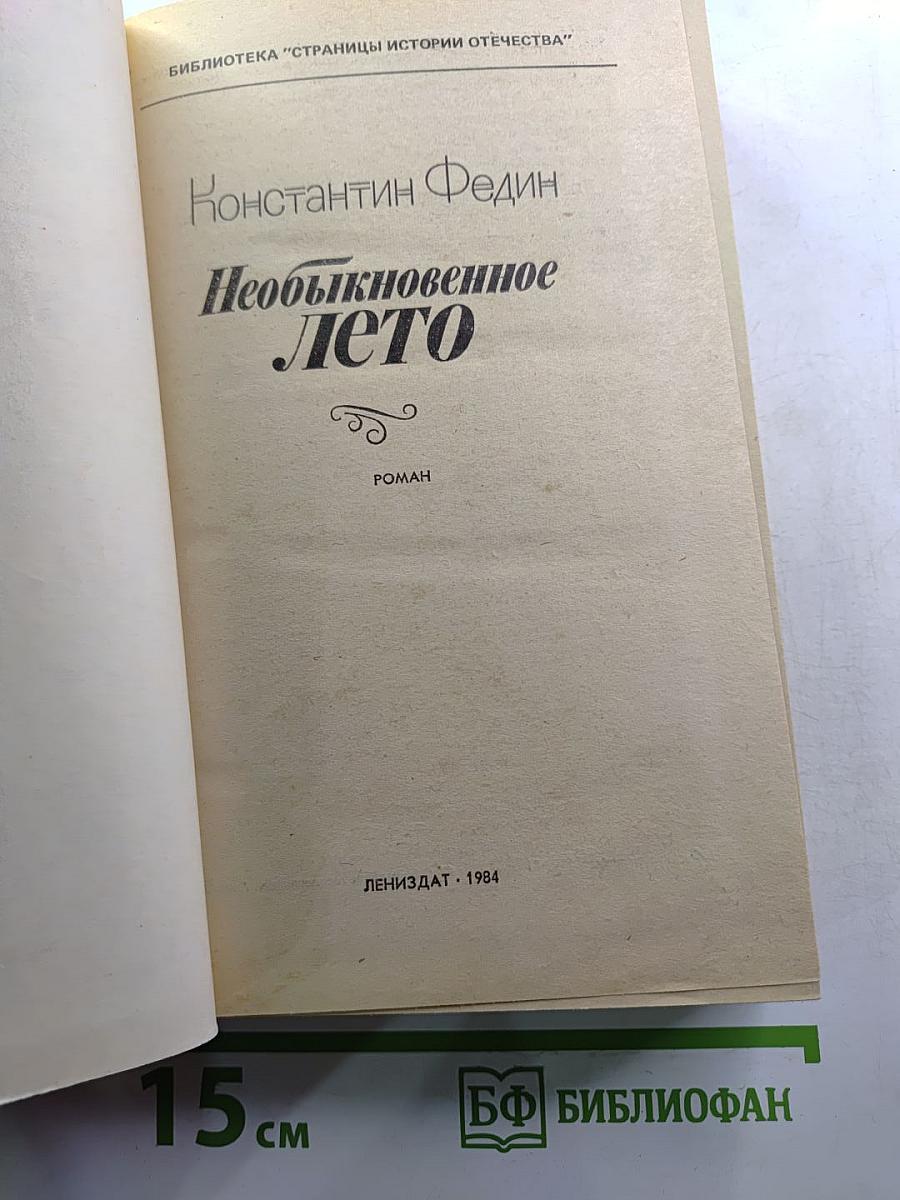 БИБЛИОТЕКА "СТРАНИЦЫ ИСТОРИИ ОТЕЧЕСТВА"
Константин Федин
Необыкновенное
лето
РОМАН
ЛЕНИЗДАТ · 1984
15 см
БФ БИБЛИОФАН